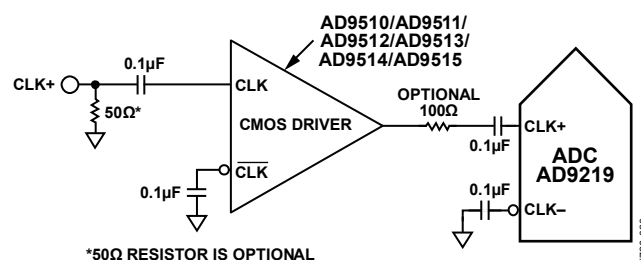 AD9510/AD9511/
AD9512/AD9513/
AD9514/AD9515
0.1µF
CLK+
50Ω*
CLK
CMOS DRIVER
OPTIONAL
100Ω
0.1µF
CLK+
ADC
AD9219
0.1µF
CLK
0.1µF
CLK–
*50Ω RESISTOR IS OPTIONAL